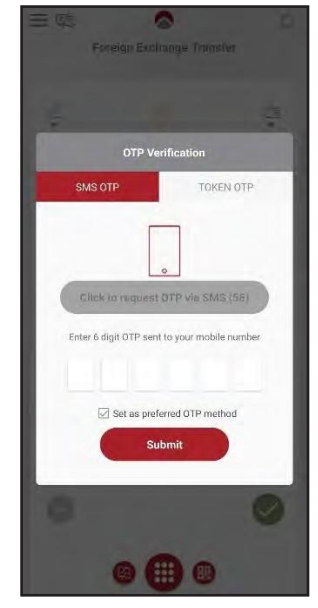 Foreign Exchange Transfer
OTP Verification
SMS OTP
TOKEN OTP
Click to request OTP via SMS (56)
Enter 6 digit OTP sent to your mobile number
Set as preferred OTP method
Submit